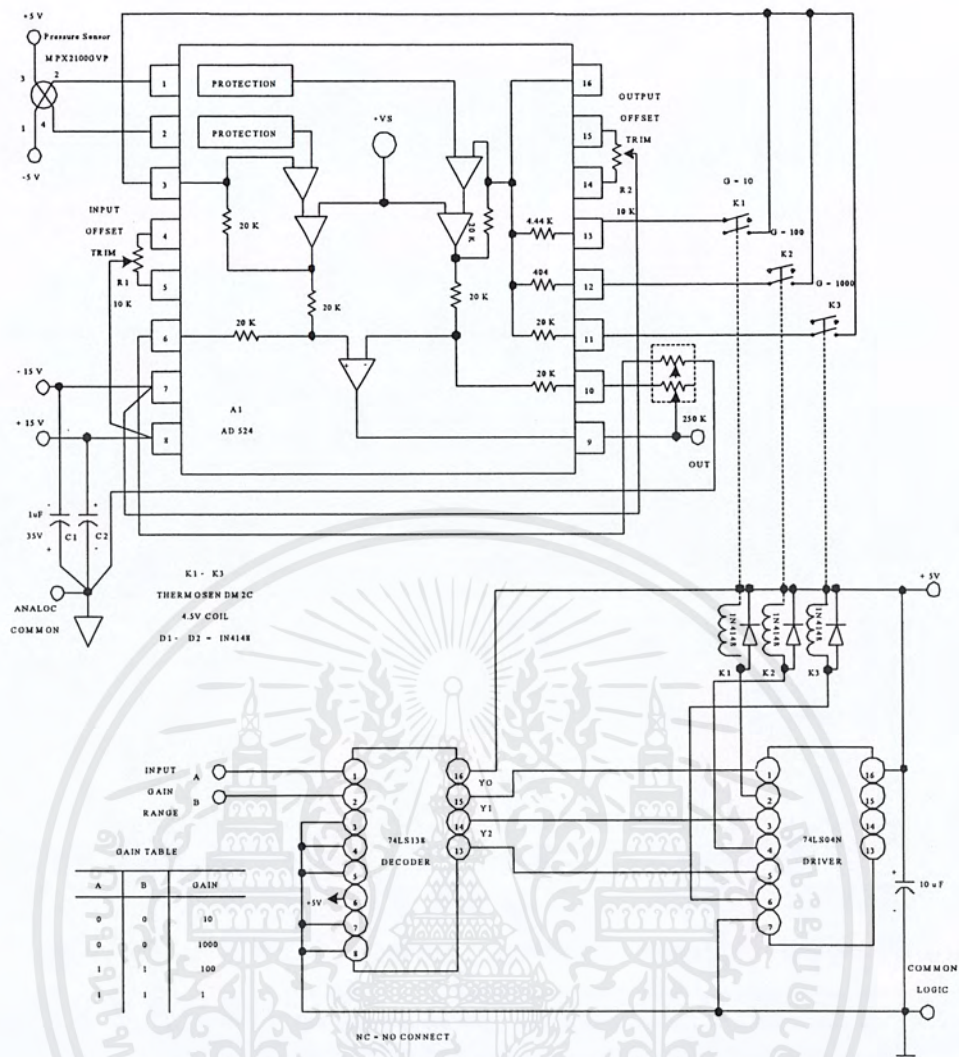 +5V
Pressure Sensor
MPX2100GVP
3
2
1
4
-5V
1
2
3
4
5
6
7
8
PROTECTION
PROTECTION
+VS
20 K
20 K
20 K
20 K
20 K
4.44 K
404
20 K
20 K
+ -
A1
AD 524
16
15
14
13
12
11
10
9
INPUT
OFFSET
TRIM
R1
10 K
OUTPUT
OFFSET
TRIM
R2
10 K
G = 10
K1
G = 100
K2
G = 1000
K3
250 K
OUT
- 15 V
+ 15 V
1uF
35V
C1
C2
- +
+ -
ANALOC
COMMON
K1 - K3
THERMOSEN DM 2C
4.5V COIL
D1 - D2 = IN4148
+ 5V
1N4148
1N4148
1N4148
K1
K2
K3
INPUT
GAIN
RANGE
A
B
1
2
3
4
5
6
7
8
+5V
74LS138
DECODER
16
15
14
13
Y0
Y1
Y2
1
2
3
4
5
6
7
74LS04N
DRIVER
16
15
14
13
+
10 uF
-
COMMON
LOGIC
GAIN TABLE
A B GAIN
0 0 10
0 0 1000
1 1 100
1 1 1
NC = NO CONNECT